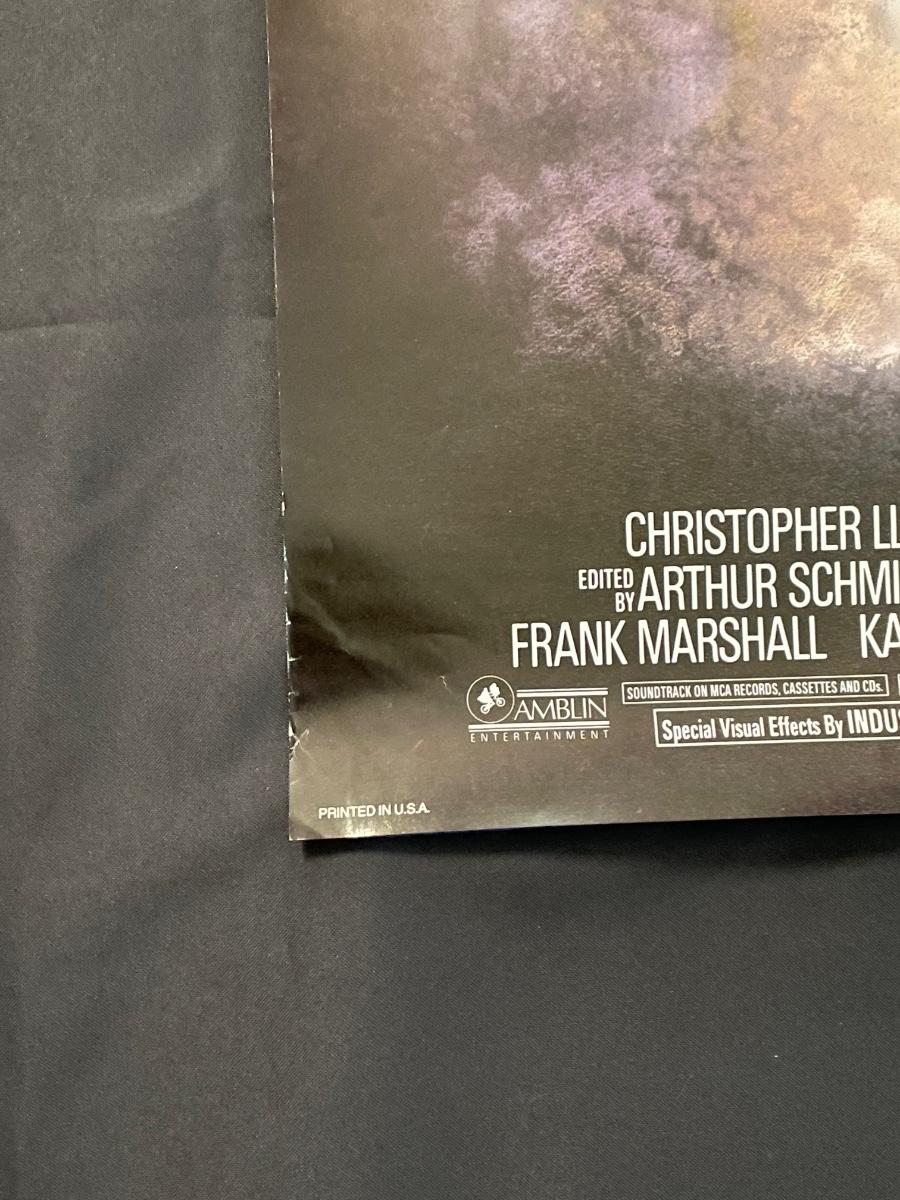 CHRISTOPHER LL
EDITED BY ARTHUR SCHMI
FRANK MARSHALL KA
AMBLIN
ENTERTAINMENT
SOUNDTRACK ON MCA RECORDS, CASSETTES AND CDs.
Special Visual Effects By INDUS
PRINTED IN U.S.A.